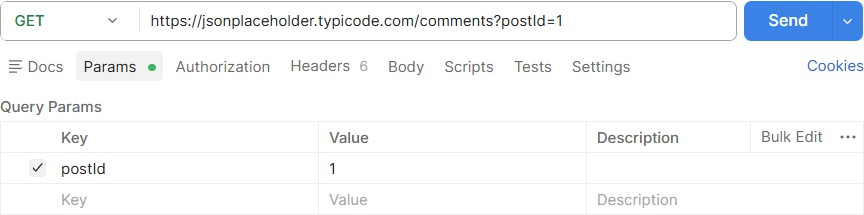 GET https://jsonplaceholder.typicode.com/comments?postId=1 Send
Docs Params Authorization Headers 6 Body Scripts Tests Settings Cookies
Query Params
Key Value Description Bulk Edit
postId 1
Key Value Description